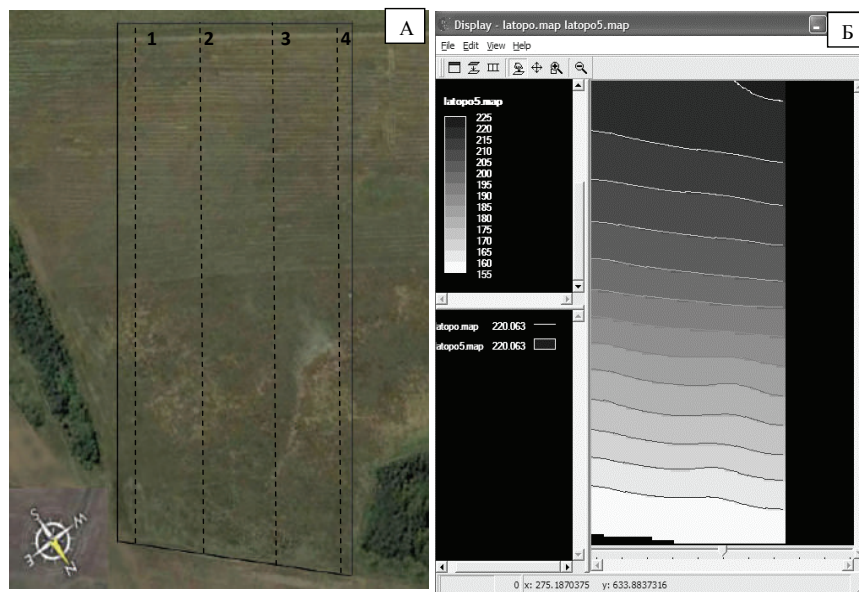 1 2 3 4
А
S
W
E
N
Display - latopo.map latopo5.map
Б
File Edit View Help
latopo5.map
225
220
215
210
205
200
195
190
185
180
175
170
165
160
155
latopo.map 220.063
latopo5.map 220.063
0 x: 275.1870375 y: 633.8837316